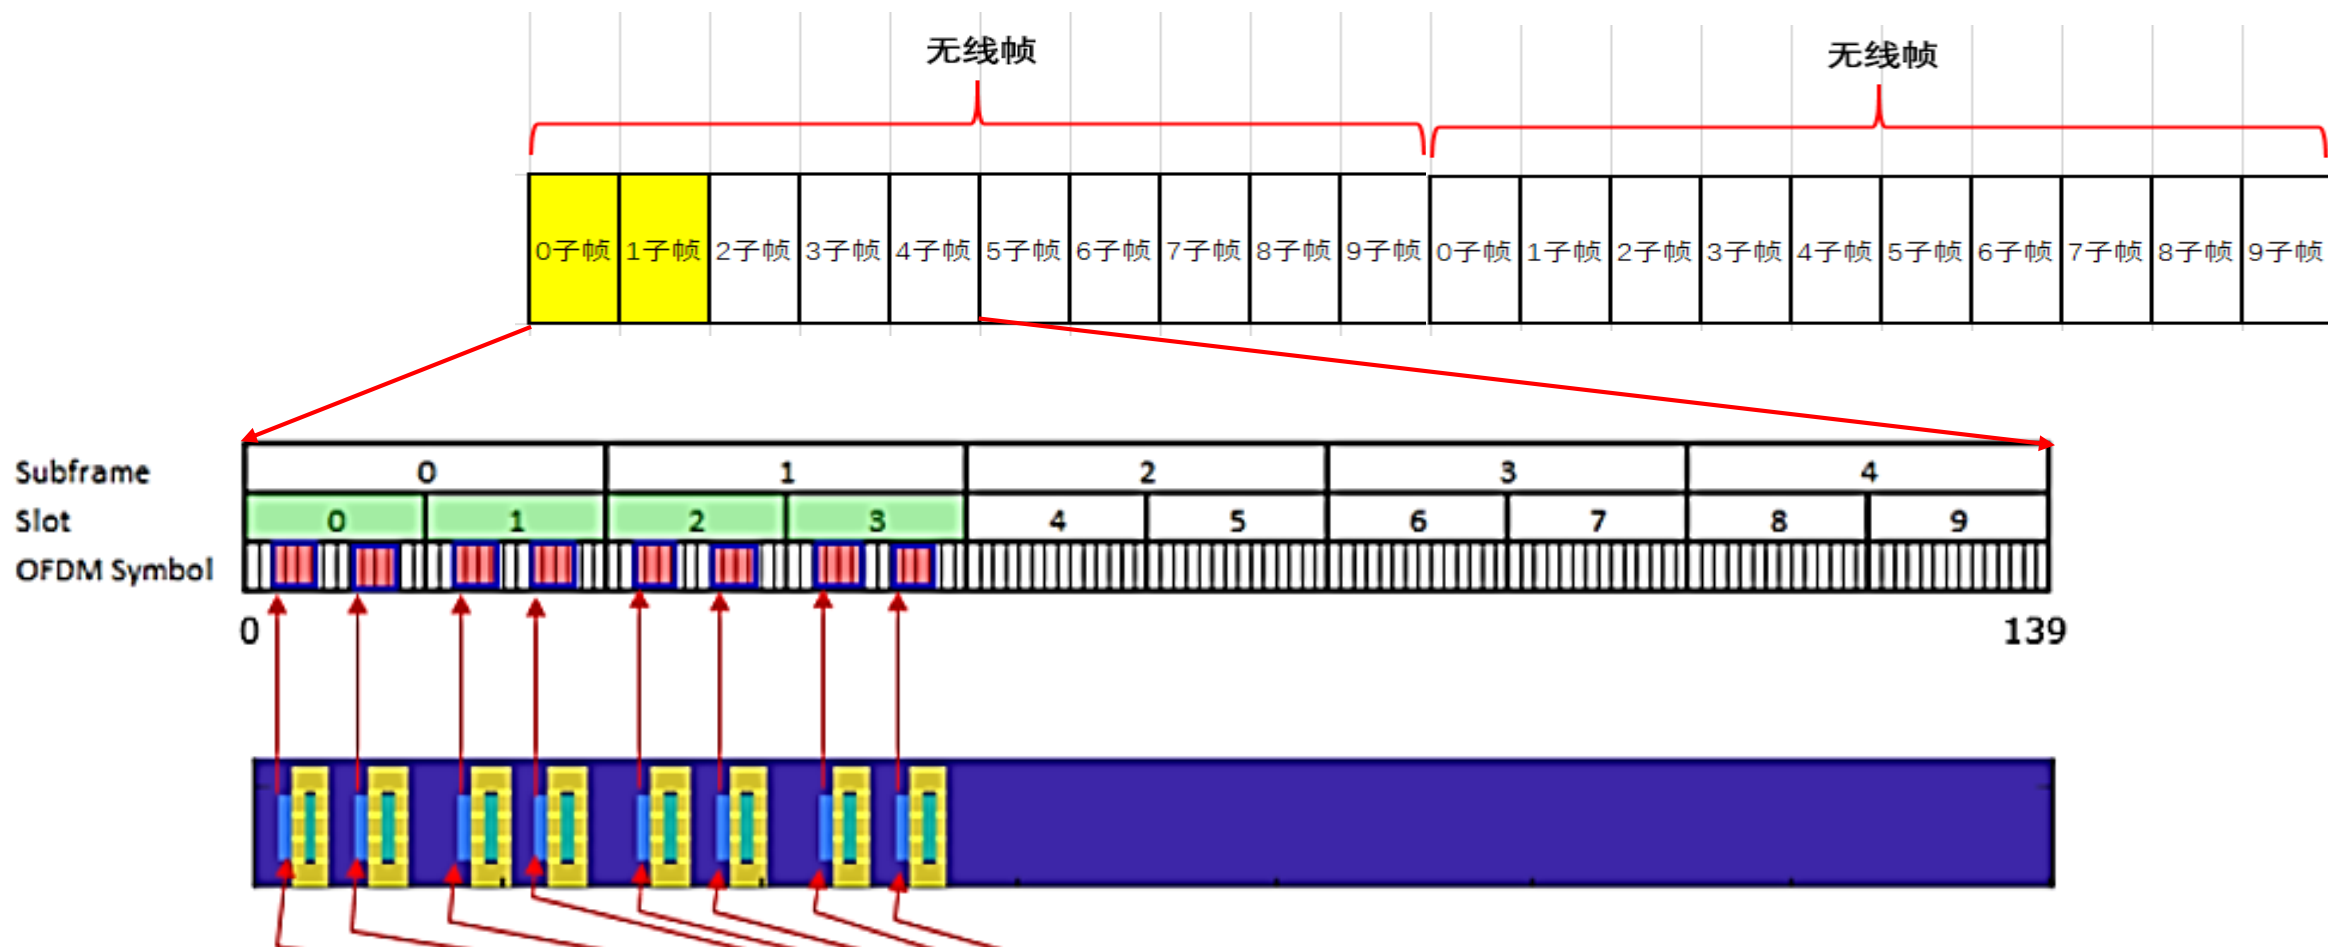 无线帧 无线帧
0子帧 1子帧 2子帧 3子帧 4子帧 5子帧 6子帧 7子帧 8子帧 9子帧 0子帧 1子帧 2子帧 3子帧 4子帧 5子帧 6子帧 7子帧 8子帧 9子帧
Subframe 0 1 2 3 4
Slot 0 1 2 3 4 5 6 7 8 9
OFDM Symbol
0 139